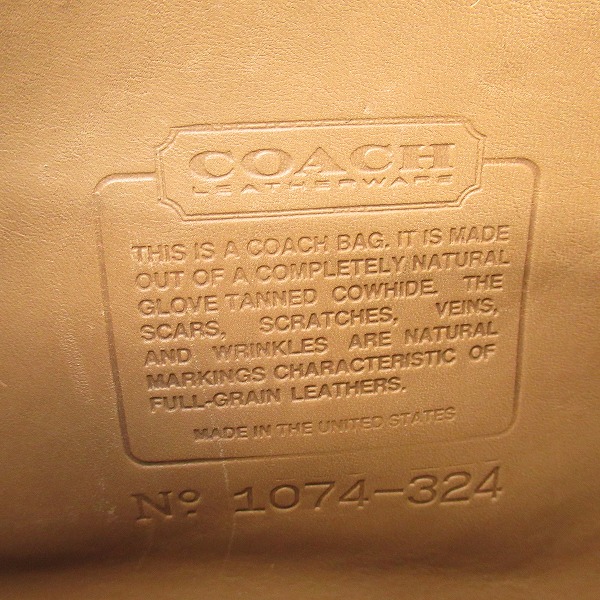 COACH
LEATHERWARE
THIS IS A COACH BAG. IT IS MADE
OUT OF A COMPLETELY NATURAL
GLOVE TANNED COWHIDE. THE
SCARS, SCRATCHES, VEINS,
AND WRINKLES ARE NATURAL
MARKINGS CHARACTERISTIC OF
FULL-GRAIN LEATHERS.
MADE IN THE UNITED STATES
Nº 1074-324